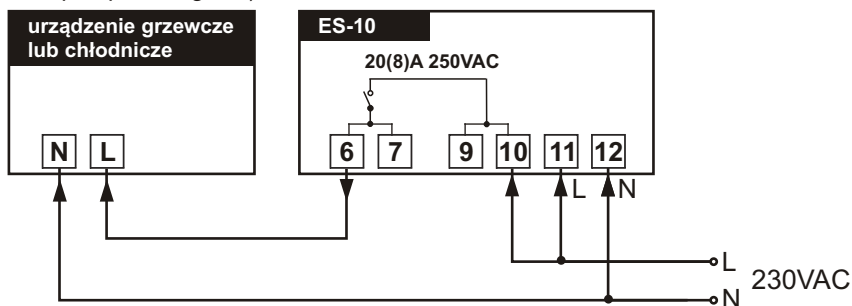 urządzenie grzewcze
lub chłodnicze
ES-10
20(8)A 250VAC
N L
6 7 9 10 11 12
L N
L
230VAC
N